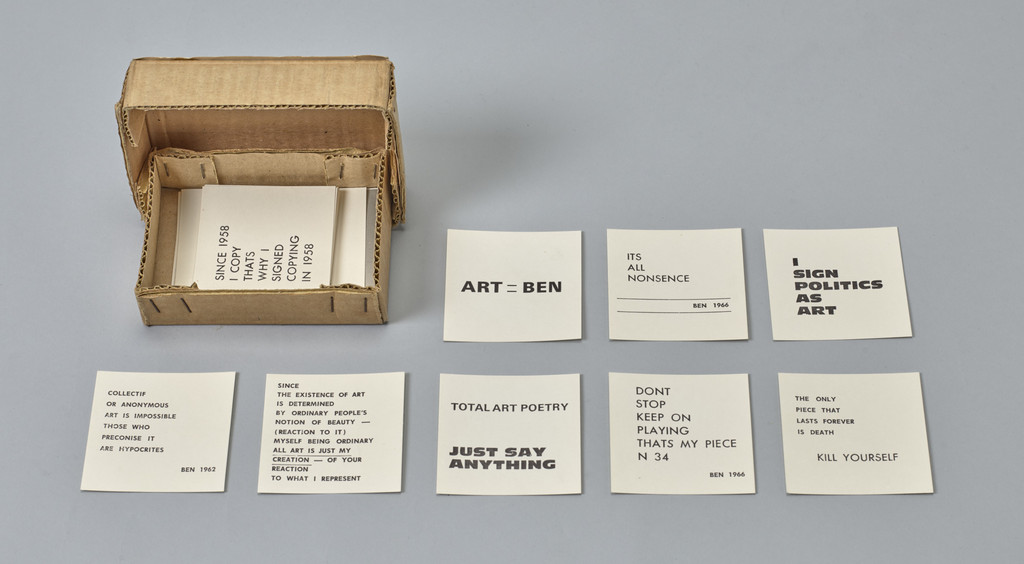 SINCE 1958
I COPY
THATS
WHY I
SIGNED
COPYING
IN 1958
ART = BEN
ITS
ALL
NONSENCE
BEN 1966
I
SIGN
POLITICS
AS
ART
COLLECTIF
OR ANONYMOUS
ART IS IMPOSSIBLE
THOSE WHO
PRECONISE IT
ARE HYPOCRITES
BEN 1962
SINCE
THE EXISTENCE OF ART
IS DETERMINED
BY ORDINARY PEOPLE'S
NOTION OF BEAUTY —
(REACTION TO IT)
MYSELF BEING ORDINARY
ALL ART IS JUST MY
CREATION — OF YOUR
REACTION
TO WHAT I REPRESENT
TOTAL ART POETRY
JUST SAY
ANYTHING
DONT
STOP
KEEP ON
PLAYING
THATS MY PIECE
N 34
BEN 1966
THE ONLY
PIECE THAT
LASTS FOREVER
IS DEATH
KILL YOURSELF